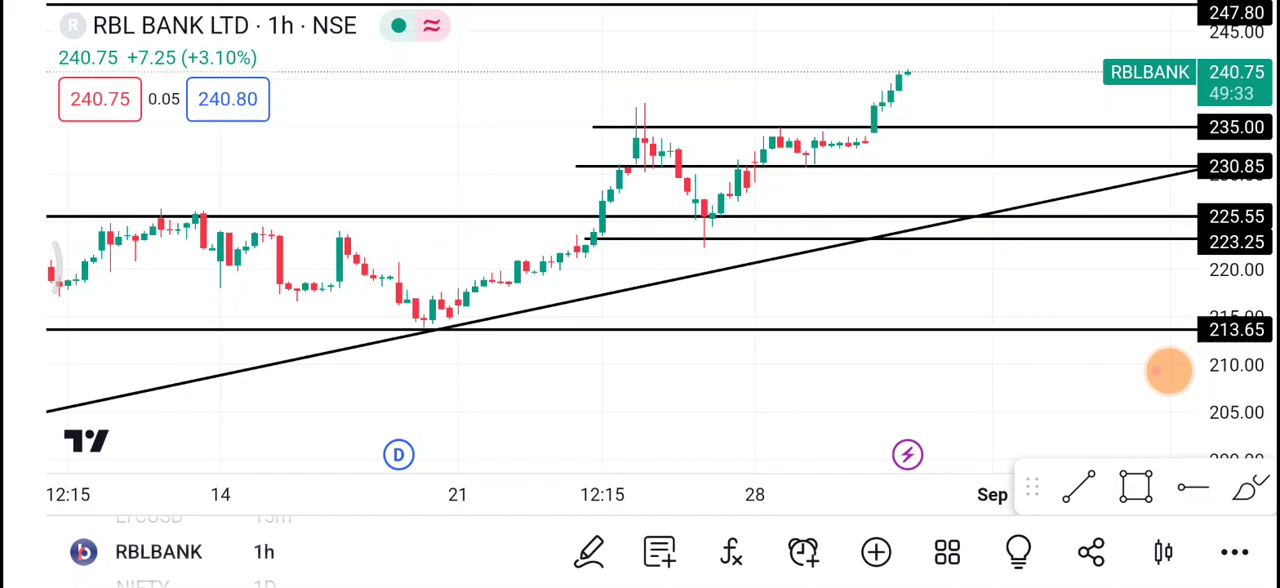 247.80
R RBL BANK LTD · 1h · NSE
245.00
240.75 +7.25 (+3.10%)
RBLBANK 240.75
49:33
240.75 0.05 240.80
235.00
230.85
225.55
223.25
220.00
213.65
210.00
205.00
D
12:15 14 21 12:15 28 Sep
RBLBANK 1h
fx